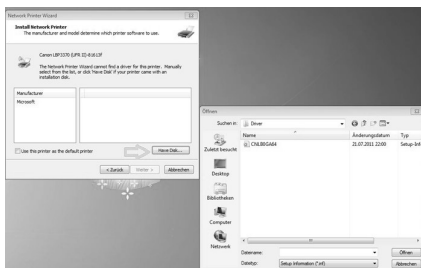 Network Printer Wizard
Install Network Printer
The manufacturer and model determine which printer software to use.
Canon LBP3370 (UFR II)-81613f
The Network Printer Wizard cannot find a driver for this printer. Manually
select from the list, or click 'Have Disk' if your printer came with an
installation disk.
Manufacturer
Microsoft
Use this printer as the default printer
Have Disk...
< Zurück
Weiter >
Abbrechen
Öffnen
Suchen in:
Driver
Name
Änderungsdatum
Typ
CNLB0GA64
21.07.2011 22:00
Setup-Inf
Zuletzt besucht
Desktop
Bibliotheken
Computer
Netzwerk
Dateiname:
Öffnen
Dateityp:
Setup Information (*.inf)
Abbrechen